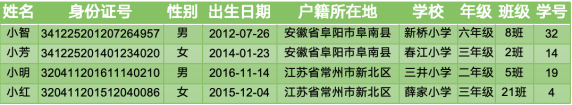 姓名 身份证号 性别 出生日期 户籍所在地 学校 年级 班级 学号
小智 341225201207264957 男 2012-07-26 安徽省阜阳市阜南县 新桥小学 六年级 8班 32
小芳 341225201401234020 女 2014-01-23 安徽省阜阳市阜南县 春江小学 三年级 2班 14
小明 320411201611140210 男 2016-11-14 江苏省常州市新北区 三井小学 二年级 5班 19
小红 320411201512040086 女 2015-12-04 江苏省常州市新北区 薛家小学 三年级 21班 4